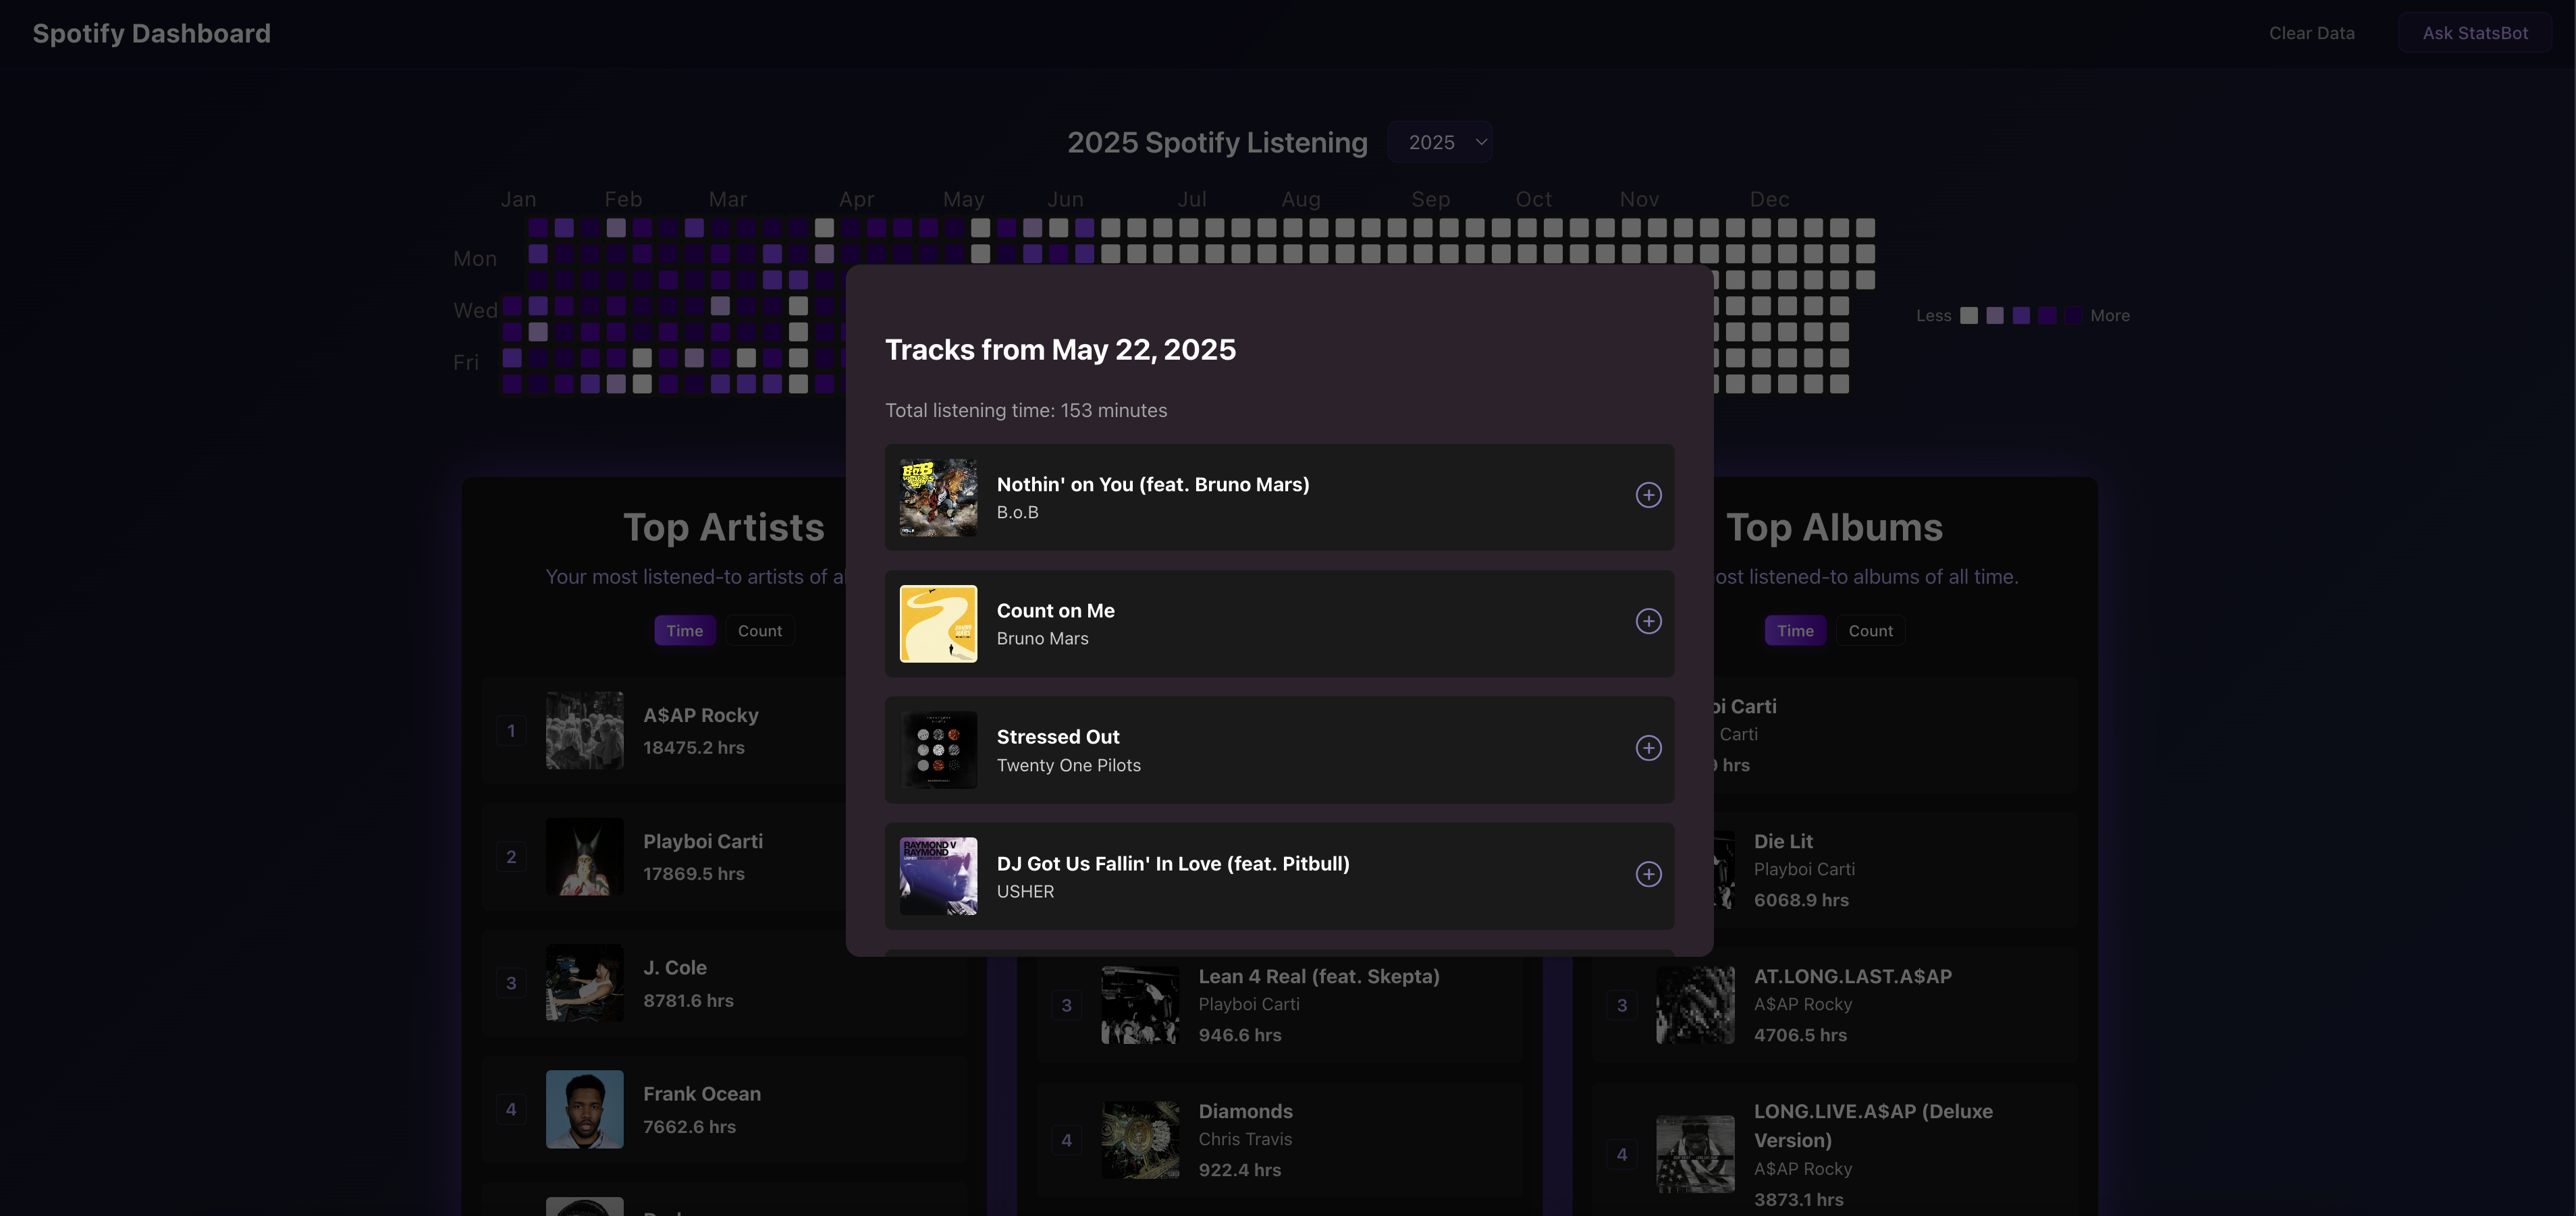 Spotify Dashboard
Clear Data
Ask StatsBot
2025 Spotify Listening
2025
Jan Feb Mar Apr May Jun Jul Aug Sep Oct Nov Dec
Mon
Wed
Fri
Less
More
Tracks from May 22, 2025
Total listening time: 153 minutes
Nothin' on You (feat. Bruno Mars)
B.o.B
Count on Me
Bruno Mars
Stressed Out
Twenty One Pilots
DJ Got Us Fallin' In Love (feat. Pitbull)
USHER
RAYMOND V
RAYMOND
Top Artists
Your most listened-to artists of
Time
Count
1
A$AP Rocky
18475.2 hrs
2
Playboi Carti
17869.5 hrs
3
J. Cole
8781.6 hrs
4
Frank Ocean
7662.6 hrs
3
Lean 4 Real (feat. Skepta)
Playboi Carti
946.6 hrs
4
Diamonds
Chris Travis
922.4 hrs
Top Albums
listened-to albums of all time.
Time
Count
Carti
Carti
hrs
Die Lit
Playboi Carti
6068.9 hrs
3
AT.LONG.LAST.A$AP
A$AP Rocky
4706.5 hrs
4
LONG.LIVE.A$AP (Deluxe
Version)
A$AP Rocky
3873.1 hrs